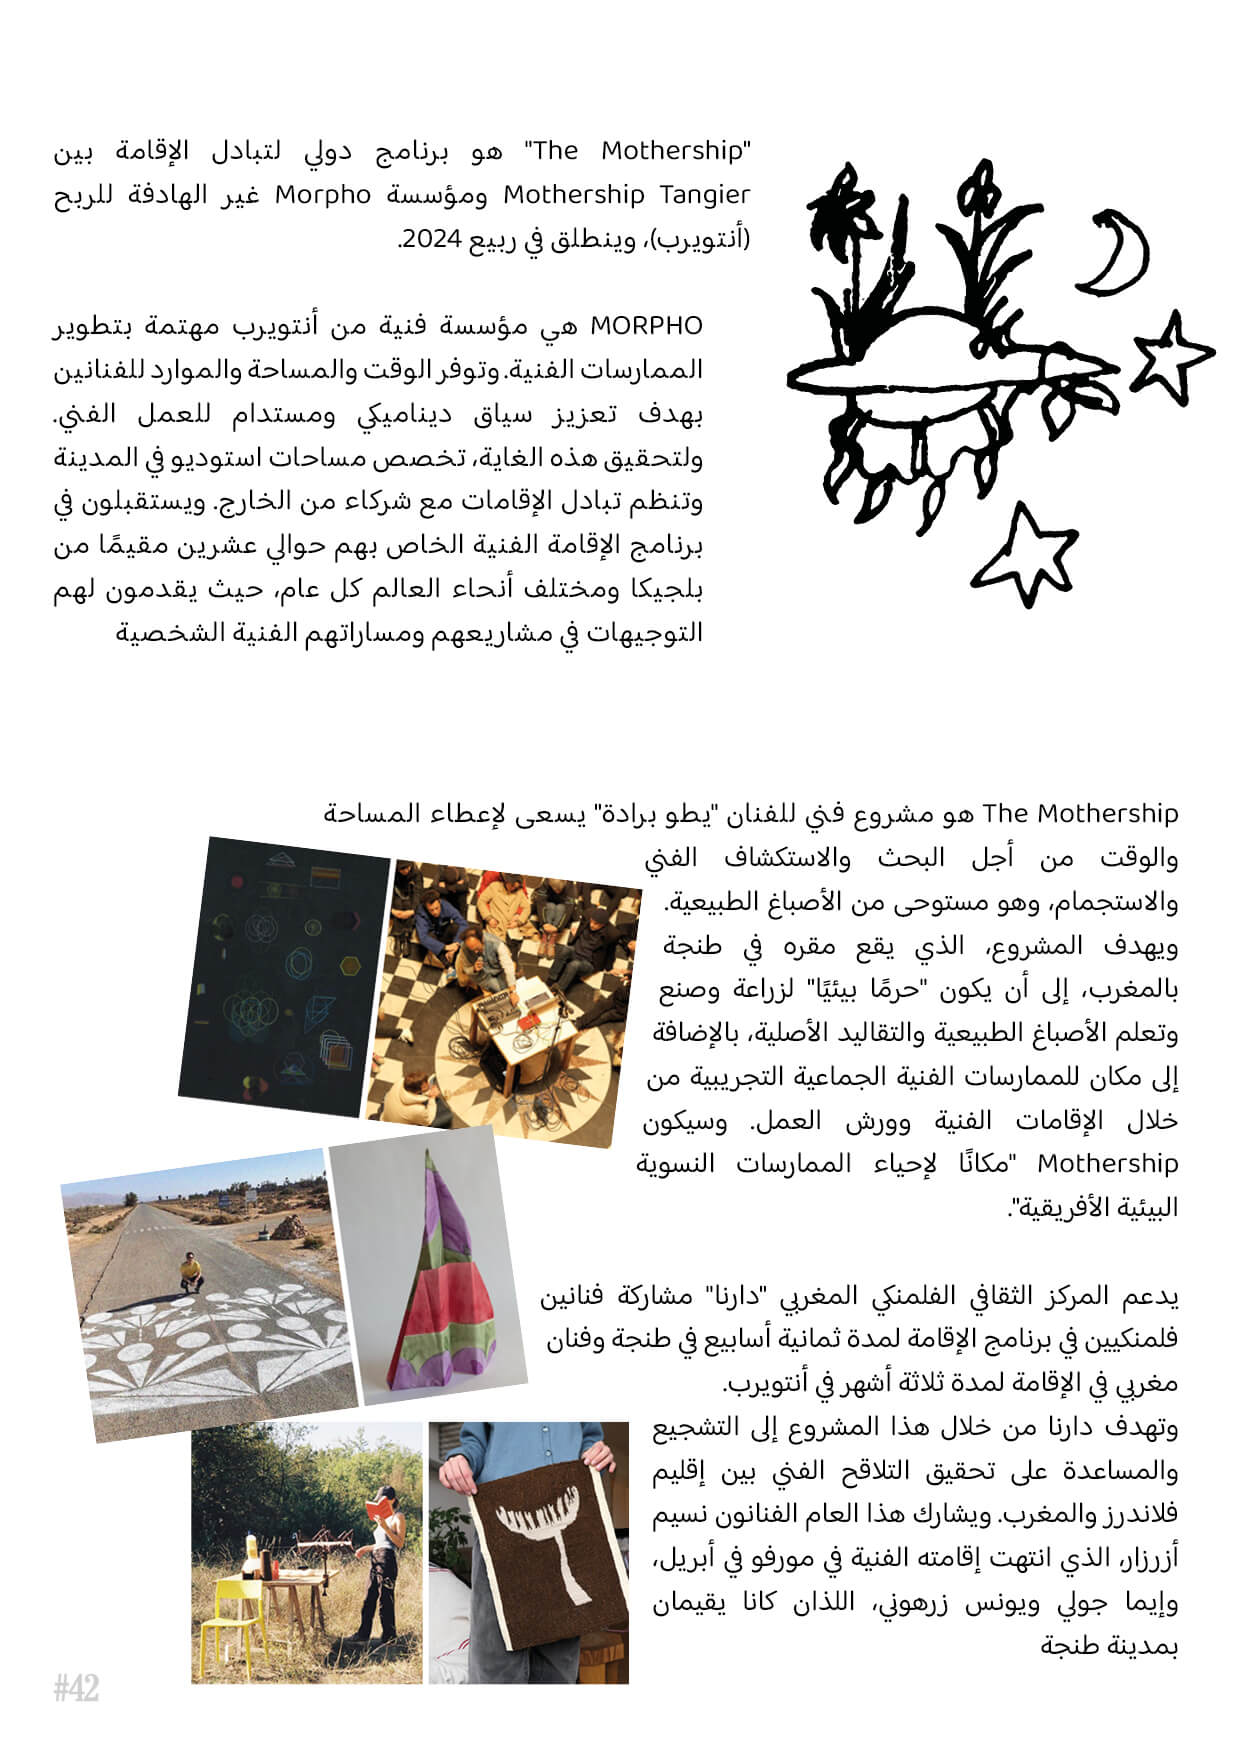 "The Mothership" هو برنامج دولي لتبادل الإقامة بين
Mothership Tangier ومؤسسة Morpho غير الهادفة للربح
(أنتويرب)، وينطلق في ربيع 2024.
MORPHO هي مؤسسة فنية من أنتويرب مهتمة بتطوير
الممارسات الفنية. وتوفر الوقت والمساحة والموارد للفنانين
بهدف تعزيز سياق ديناميكي ومستدام للعمل الفني.
ولتحقيق هذه الغاية، تخصص مساحات استوديو في المدينة
وتنظم تبادل الإقامات مع شركاء من الخارج. ويستقبلون في
برنامج الإقامة الفنية الخاص بهم حوالي عشرين مقيمًا من
بلجيكا ومختلف أنحاء العالم كل عام، حيث يقدمون لهم
التوجيهات في مشاريعهم ومساراتهم الفنية الشخصية
The Mothership هو مشروع فني للفنان "يطو برادة" يسعى لإعطاء المساحة
والوقت من أجل البحث والاستكشاف الفني
والاستجمام، وهو مستوحى من الأصباغ الطبيعية.
ويهدف المشروع، الذي يقع مقره في طنجة
بالمغرب، إلى أن يكون "حرمًا بيئيًا" لزراعة وصنع
وتعلم الأصباغ الطبيعية والتقاليد الأصلية، بالإضافة
إلى مكان للممارسات الفنية الجماعية التجريبية من
خلال الإقامات الفنية وورش العمل. وسيكون
Mothership "مكانًا لإحياء الممارسات النسوية
البيئية الأفريقية".
يدعم المركز الثقافي الفلمنكي المغربي "دارنا" مشاركة فنانين
فلمنكيين في برنامج الإقامة لمدة ثمانية أسابيع في طنجة وفنان
مغربي في الإقامة لمدة ثلاثة أشهر في أنتويرب.
وتهدف دارنا من خلال هذا المشروع إلى التشجيع
والمساعدة على تحقيق التلاقح الفني بين إقليم
فلاندرز والمغرب. ويشارك هذا العام الفنانون نسيم
أزرزار، الذي انتهت إقامته الفنية في مورفو في أبريل،
وإيما جولي ويونس زرهوني، اللذان كانا يقيمان
بمدينة طنجة
#42